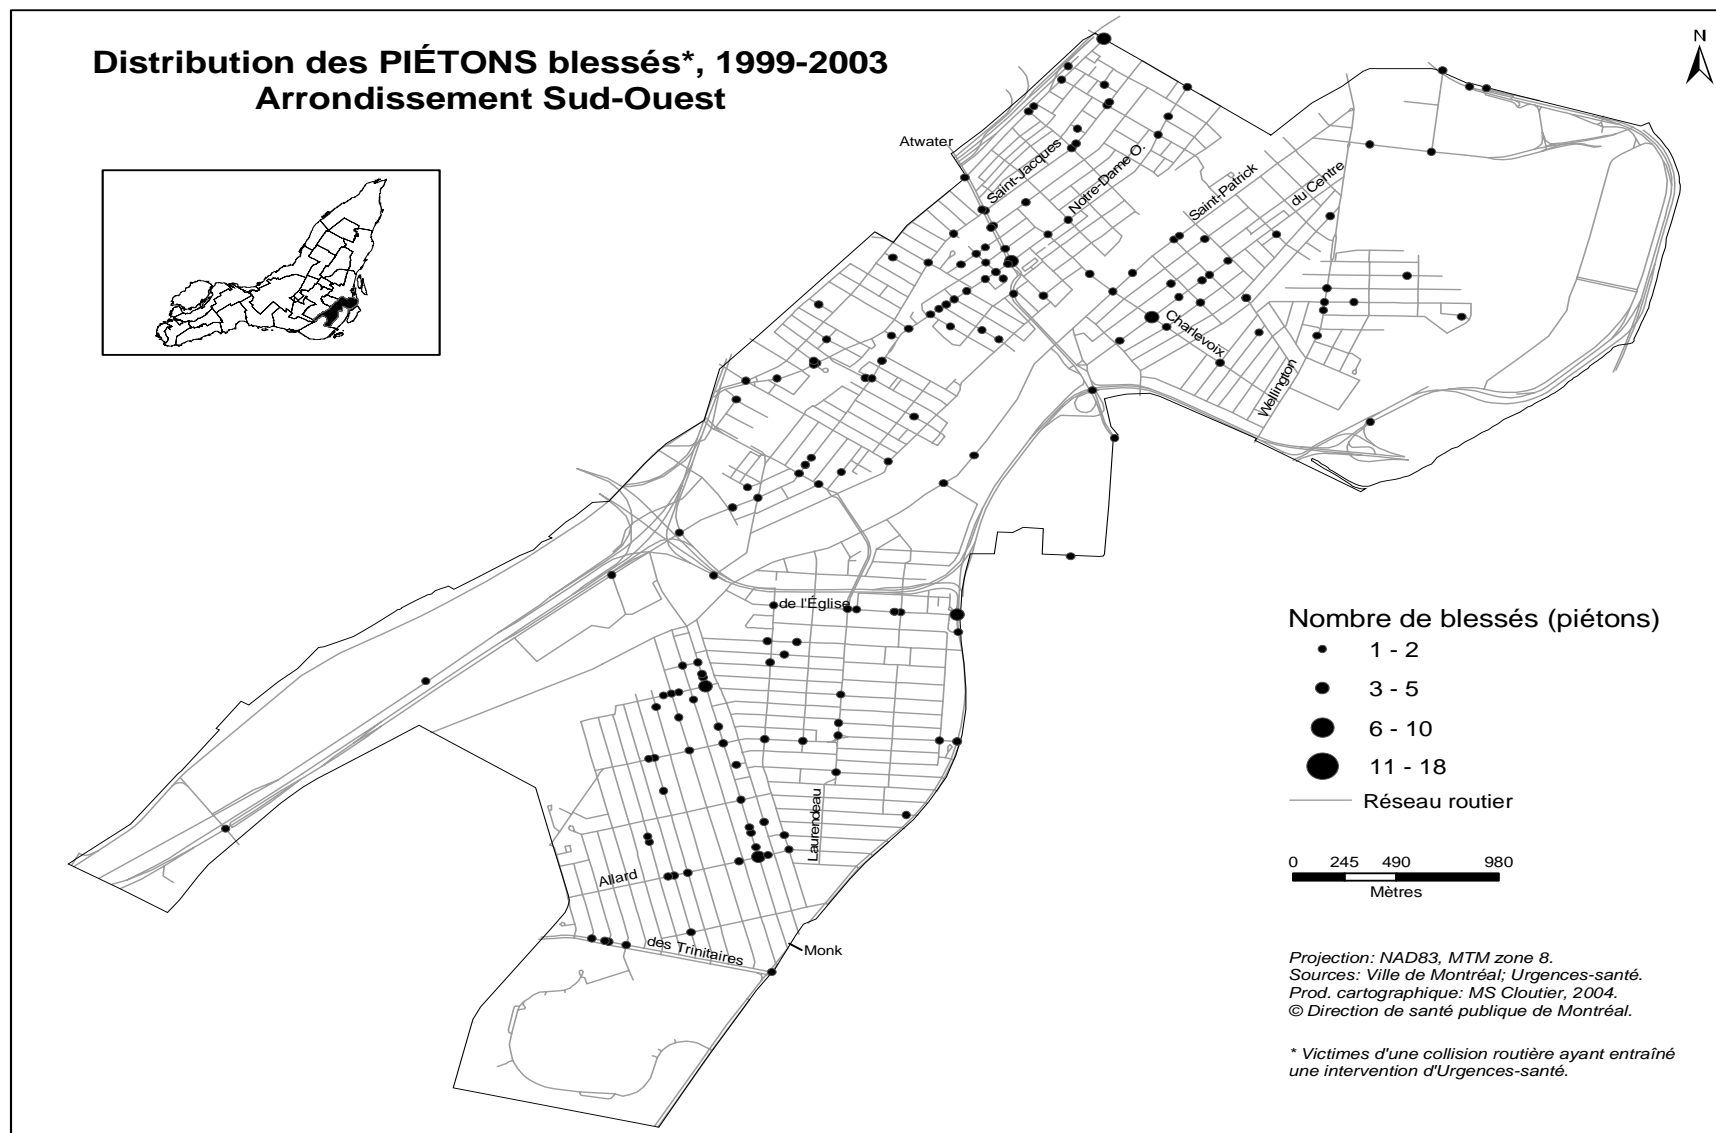 Distribution des PIÉTONS blessés*, 1999-2003
Arrondissement Sud-Ouest
N
Atwater
Saint-Jacques
Notre-Dame O.
Saint-Patrick
du Centre
Charlevoix
Wellington
de l'Église
Laurendeau
Allard
des Trinitaires
Monk
Nombre de blessés (piétons)
1 - 2
3 - 5
6 - 10
11 - 18
Réseau routier
0 245 490 980
Mètres
Projection: NAD83, MTM zone 8.
Sources: Ville de Montréal; Urgences-santé.
Prod. cartographique: MS Cloutier, 2004.
© Direction de santé publique de Montréal.
* Victimes d'une collision routière ayant entraîné
une intervention d'Urgences-santé.